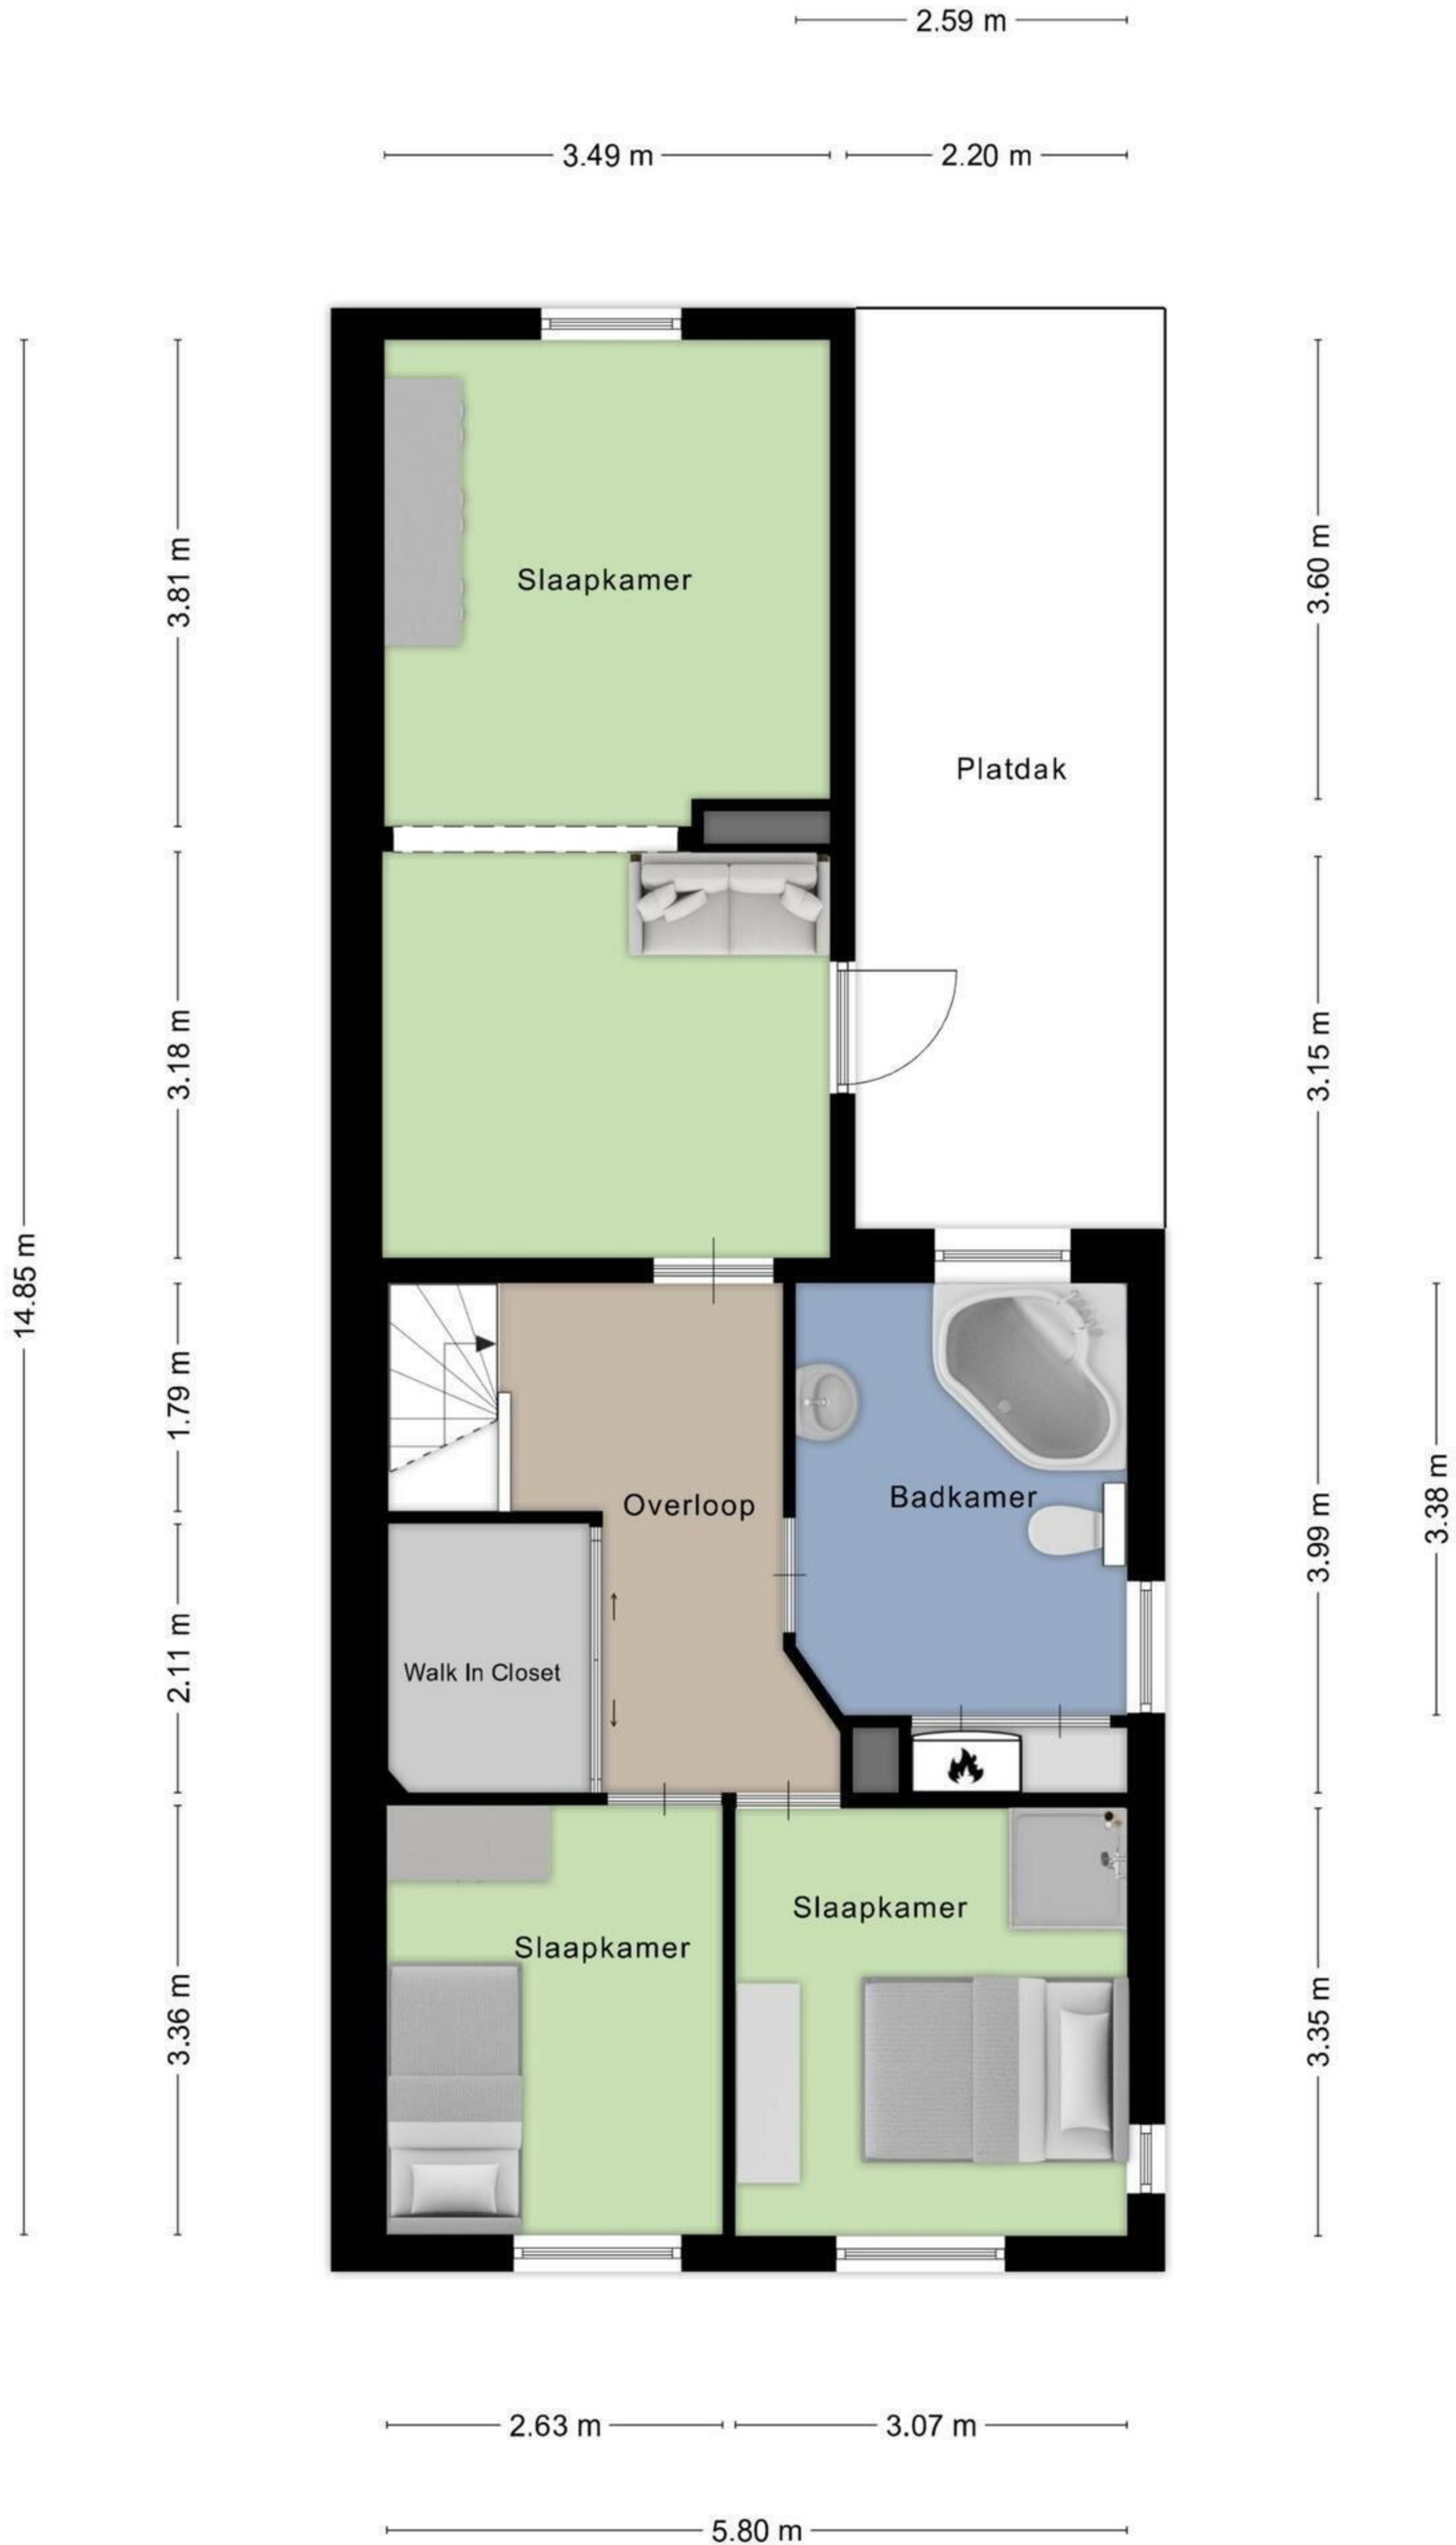 2.59 m
3.49 m
2.20 m
3.81 m
3.60 m
Slaapkamer
Platdak
3.18 m
3.15 m
14.85 m
1.79 m
Overloop
Badkamer
3.99 m
3.38 m
2.11 m
Walk In Closet
Slaapkamer
Slaapkamer
3.36 m
3.35 m
2.63 m
3.07 m
5.80 m